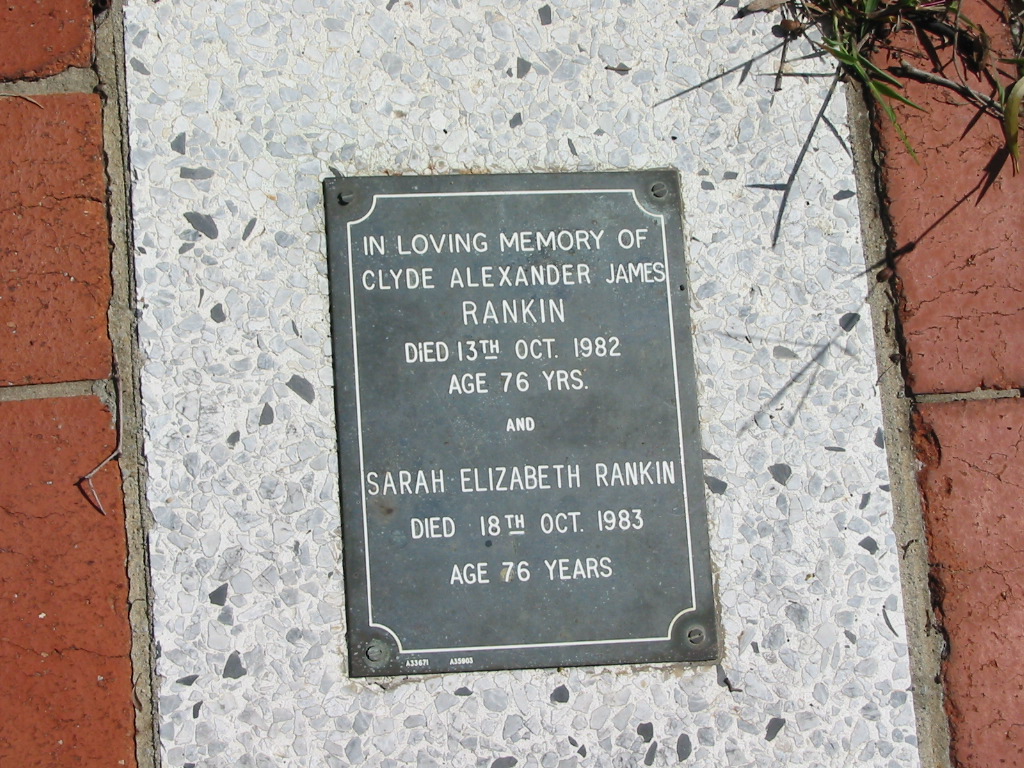 IN LOVING MEMORY OF
CLYDE ALEXANDER JAMES
RANKIN
DIED 13TH OCT. 1982
AGE 76 YRS.
AND
SARAH ELIZABETH RANKIN
DIED 18TH OCT. 1983
AGE 76 YEARS
A33671 A35903